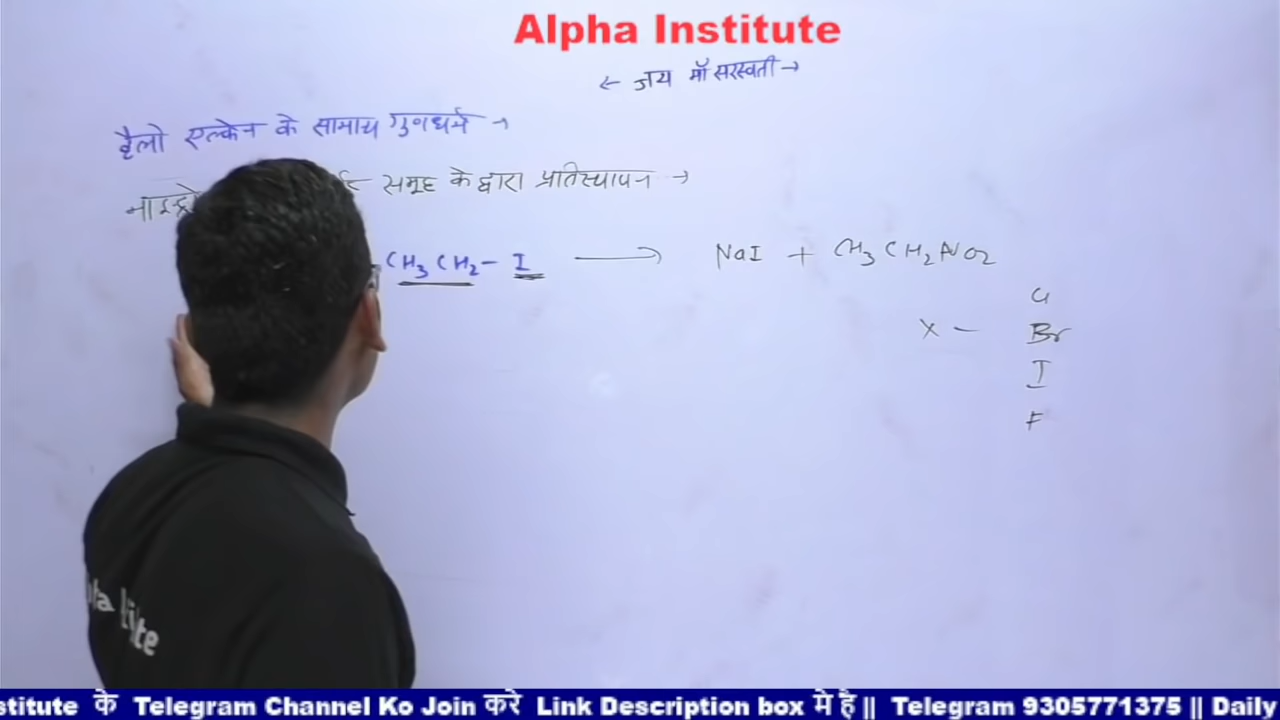 Alpha Institute
← जय माँ सरस्वती →
हैलो एल्केन के सामान्य गुणधर्म →
समूह के द्वारा प्रतिस्थापन →
CH₃CH₂ - I → NaI + CH₃CH₂NO₂
Cl
X - Br
I
F
stitute के Telegram Channel Ko Join करे Link Description box मे है || Telegram 9305771375 || Daily